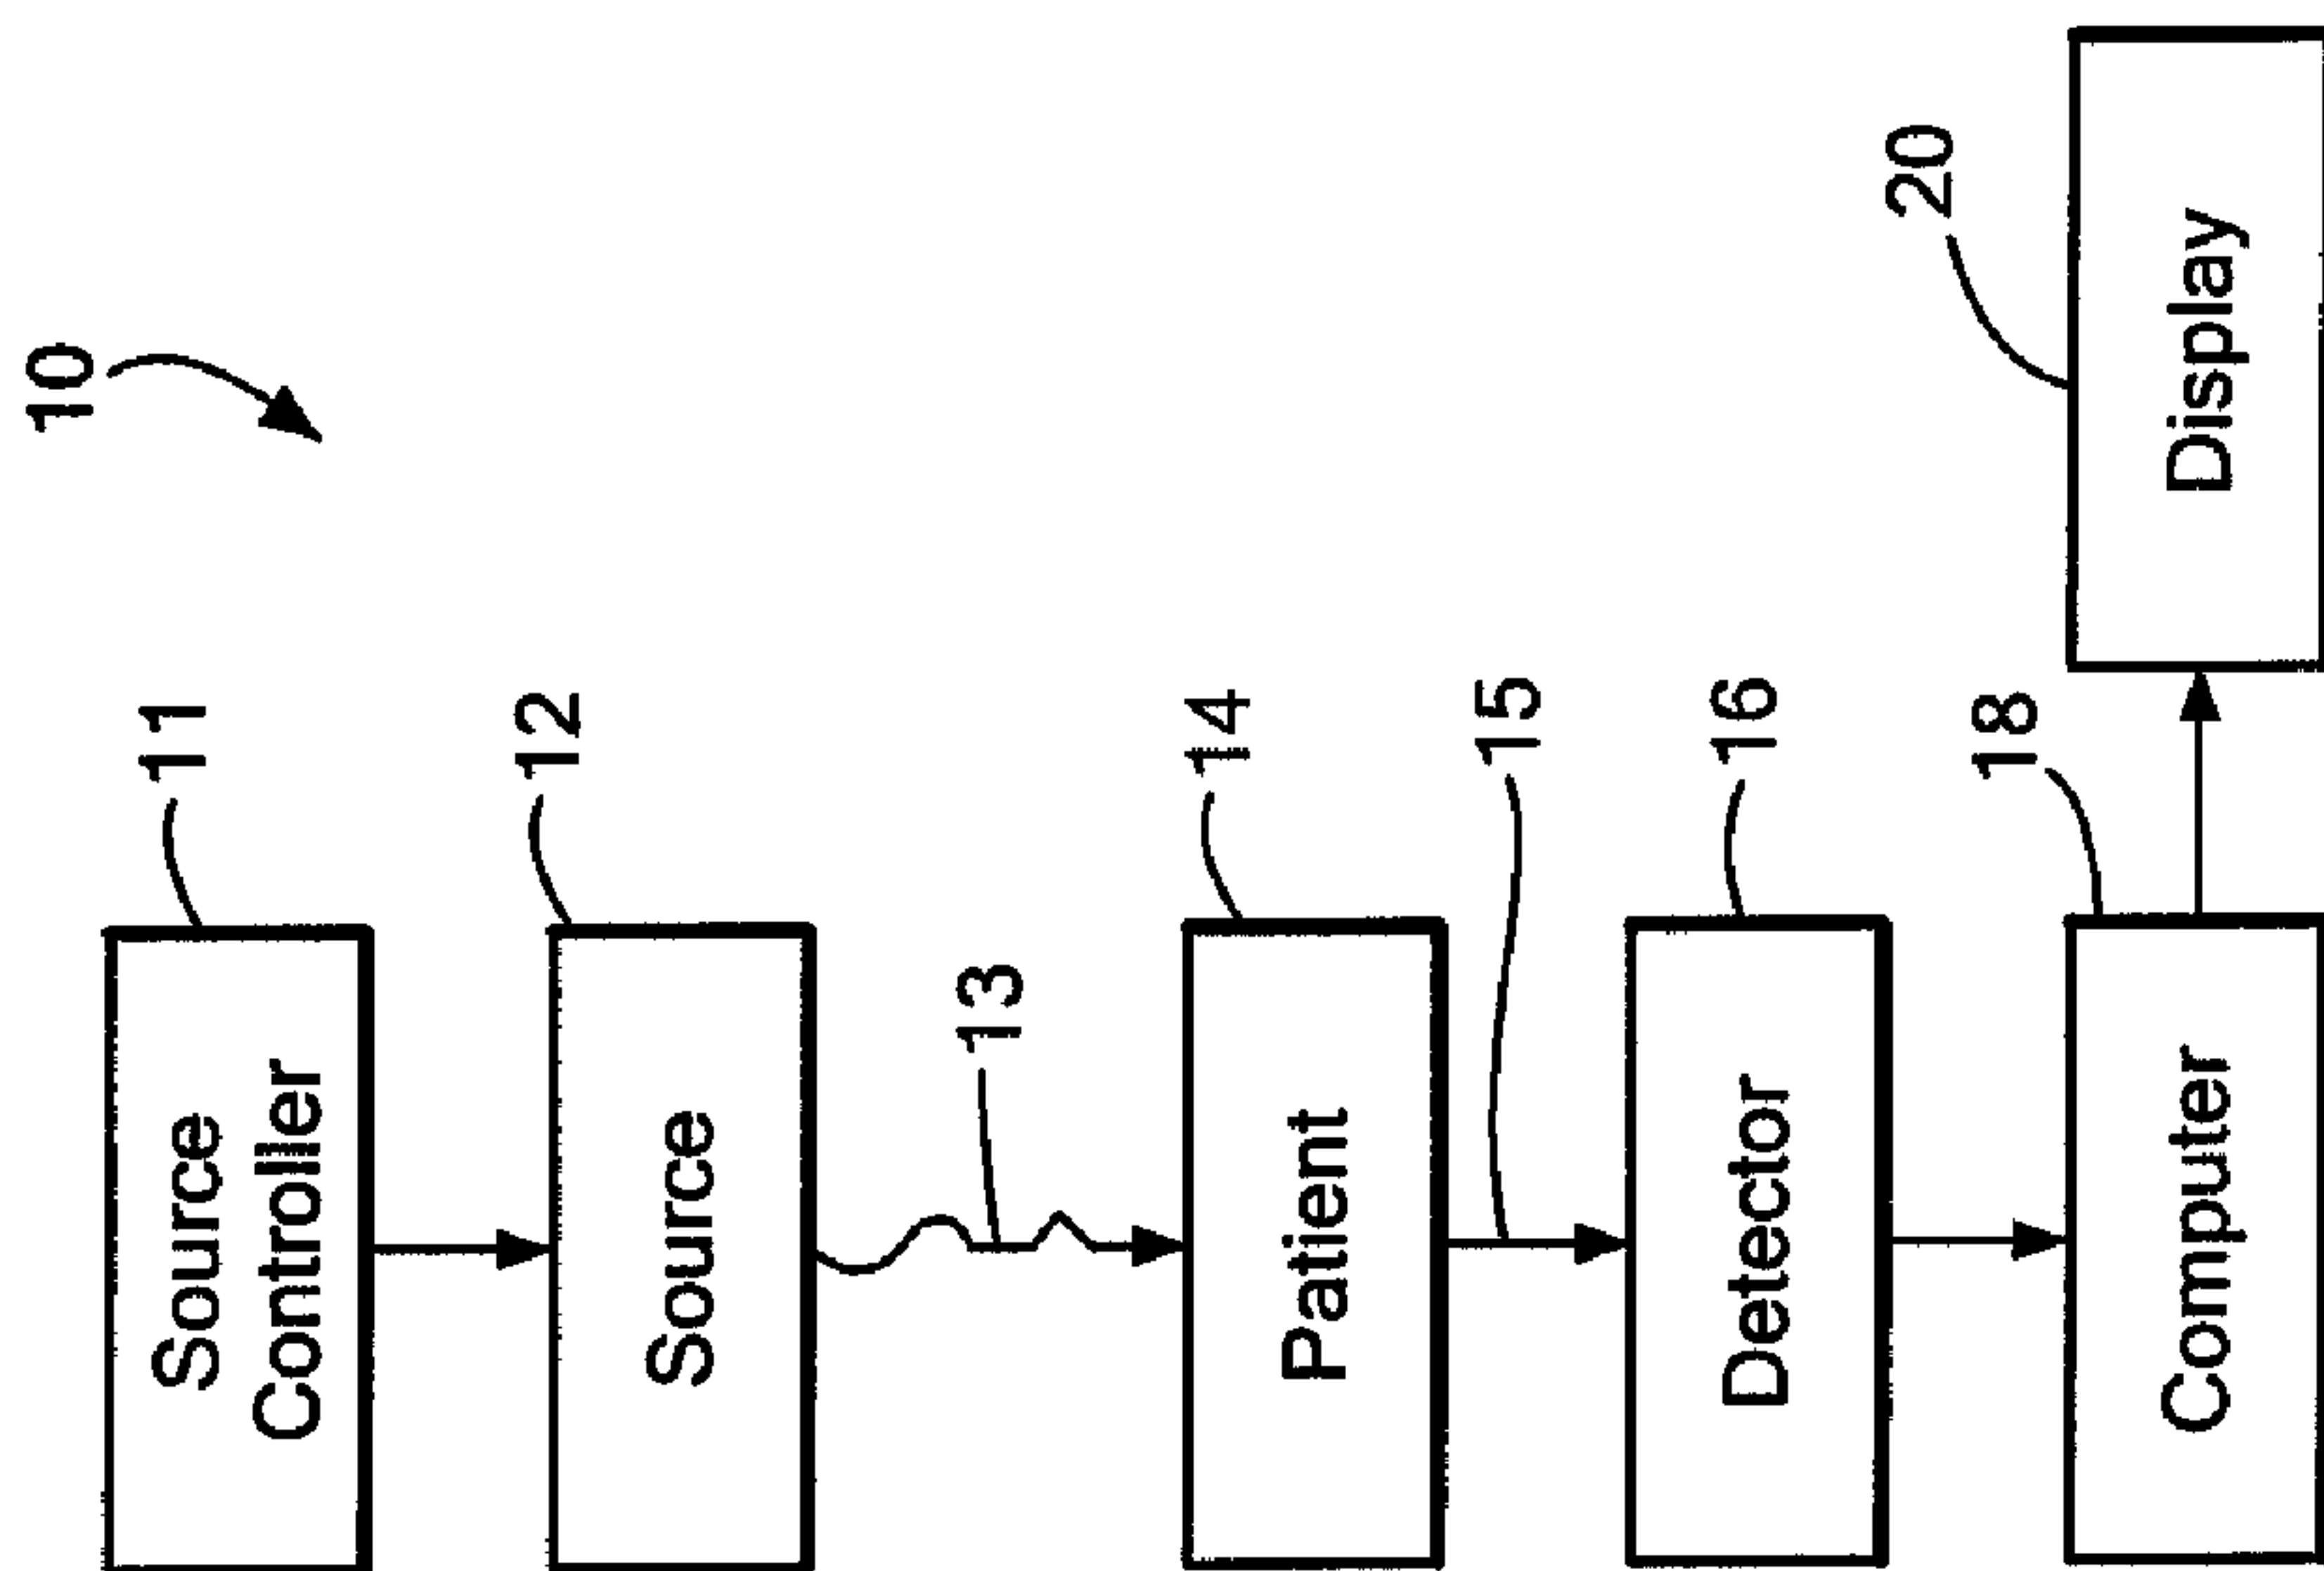 10
11
Source
Controller
12
Source
13
14
Patient
15
16
Detector
18
Computer
20
Display